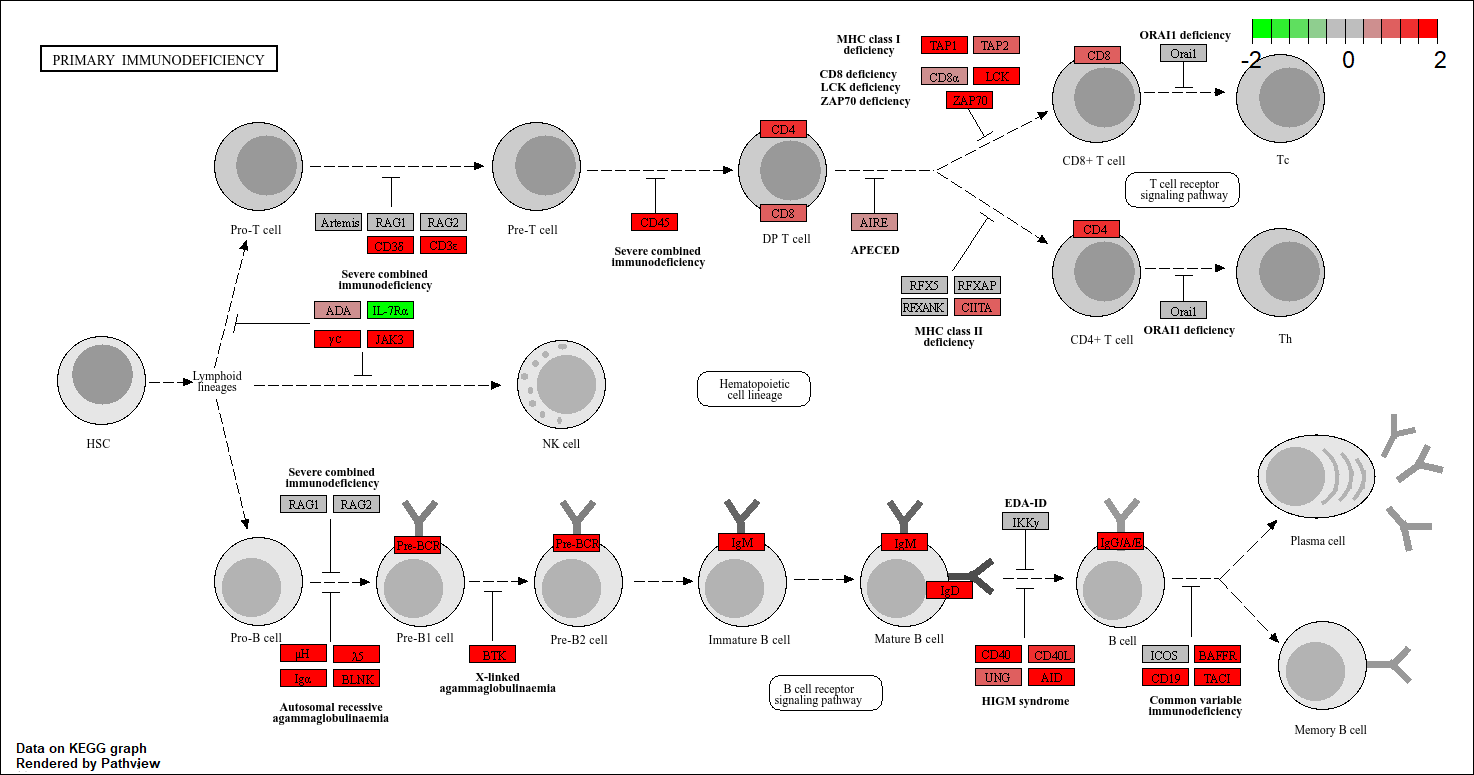 PRIMARY IMMUNODEFICIENCY
-2
0
2
MHC class I
deficiency
TAP1
TAP2
CD8 deficiency
LCK deficiency
ZAP70 deficiency
CD8α
LCK
ZAP70
CD8
CD8+ T cell
ORAI1 deficiency
Orai1
Tc
T cell receptor
signaling pathway
Pro-T cell
Artemis
RAG1
RAG2
CD3δ
CD3ε
Severe combined
immunodeficiency
Pre-T cell
CD45
Severe combined
immunodeficiency
CD4
CD8
DP T cell
AIRE
APECED
RFX5
RFXAP
RFXANK
CIITA
MHC class II
deficiency
CD4
CD4+ T cell
Orai1
ORAI1 deficiency
Th
ADA
IL-7Rα
γc
JAK3
HSC
Lymphoid
lineages
NK cell
Hematopoietic
cell lineage
Severe combined
immunodeficiency
RAG1
RAG2
Pro-B cell
μH
λ5
Igα
BLNK
Autosomal recessive
agammaglobulinaemia
Pre-BCR
Pre-B1 cell
BTK
X-linked
agammaglobulinaemia
Pre-BCR
Pre-B2 cell
IgM
Immature B cell
IgM
IgD
Mature B cell
B cell receptor
signaling pathway
EDA-ID
IKKγ
CD40
CD40L
UNG
AID
HIGM syndrome
IgG/A/E
B cell
ICOS
BAFFR
CD19
TACI
Common variable
immunodeficiency
Plasma cell
Memory B cell
Data on KEGG graph
Rendered by Pathview